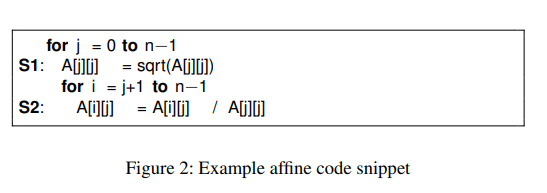 for j = 0 to n−1
S1: A[j][j] = sqrt(A[j][j])
for i = j+1 to n−1
S2: A[i][j] = A[i][j] / A[j][j]
Figure 2: Example affine code snippet